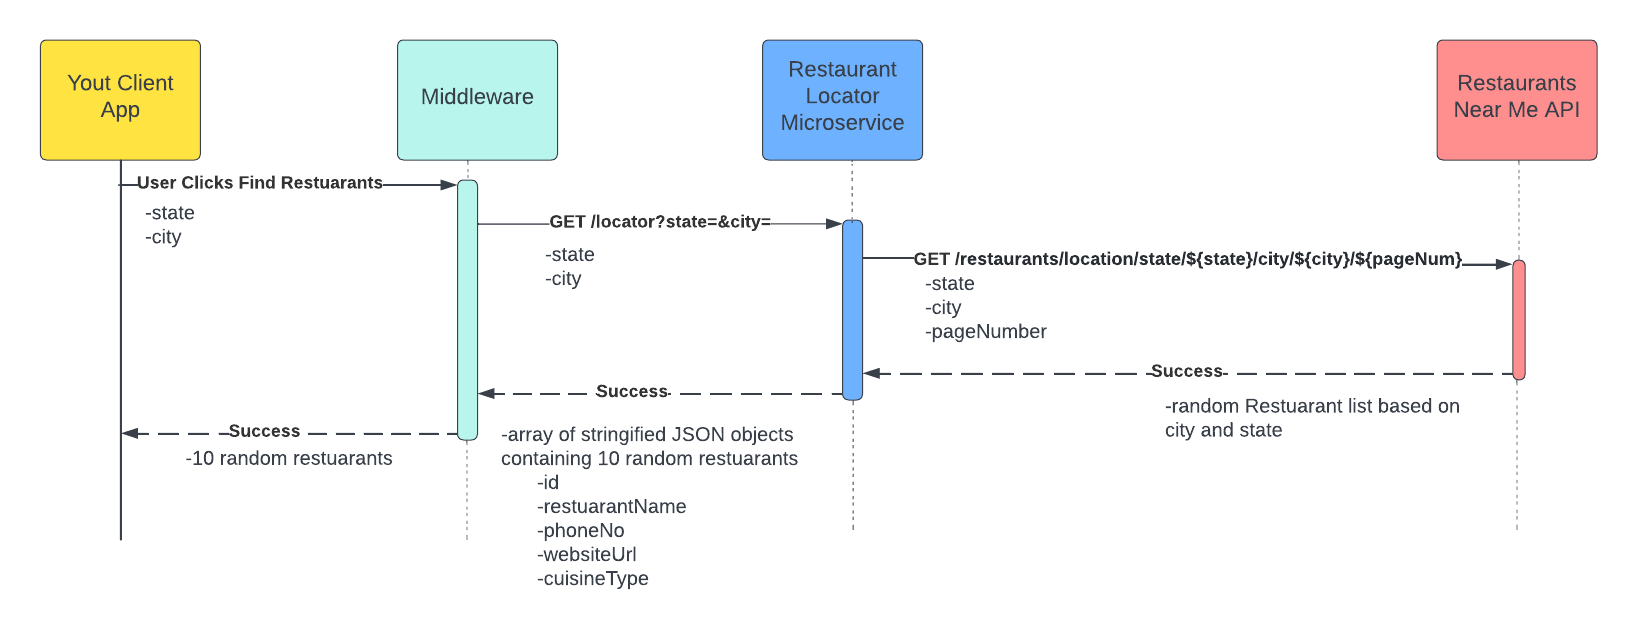 Yout Client
App
Middleware
Restaurant
Locator
Microservice
Restaurants
Near Me API
User Clicks Find Restuarants
-state
-city
GET /locator?state=&city=
-state
-city
GET /restaurants/location/state/${state}/city/${city}/${pageNum}
-state
-city
-pageNumber
Success
-random Restuarant list based on
city and state
Success
-array of stringified JSON objects
containing 10 random restuarants
-id
-restuarantName
-phoneNo
-websiteUrl
-cuisineType
Success
-10 random restuarants